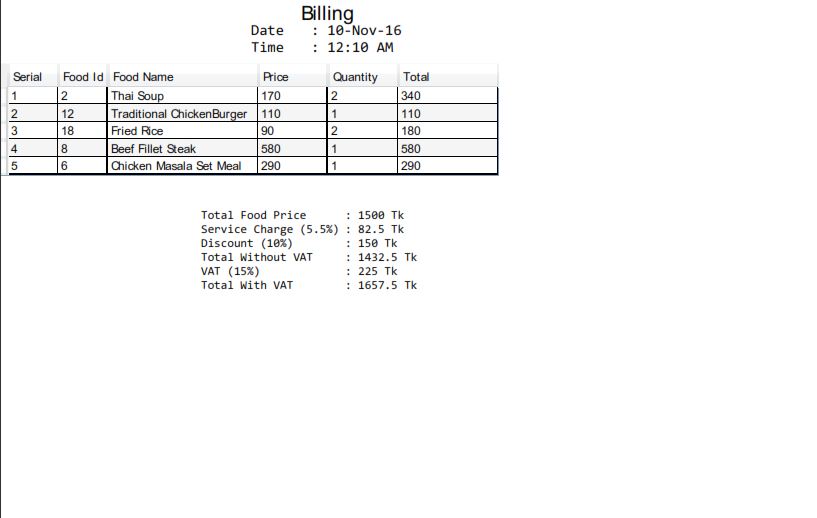 Billing
Date : 10-Nov-16
Time : 12:10 AM
Serial Food Id Food Name Price Quantity Total
1 2 Thai Soup 170 2 340
2 12 Traditional ChickenBurger 110 1 110
3 18 Fried Rice 90 2 180
4 8 Beef Fillet Steak 580 1 580
5 6 Chicken Masala Set Meal 290 1 290
Total Food Price : 1500 Tk
Service Charge (5.5%) : 82.5 Tk
Discount (10%) : 150 Tk
Total Without VAT : 1432.5 Tk
VAT (15%) : 225 Tk
Total With VAT : 1657.5 Tk